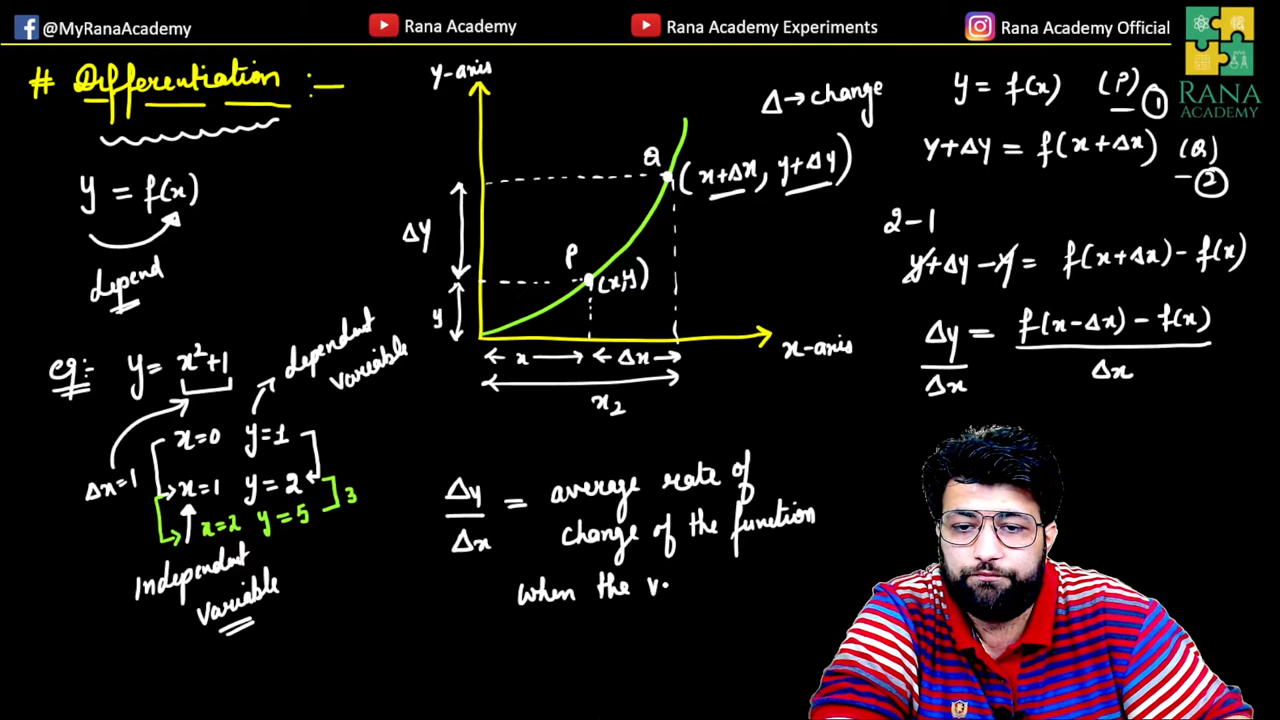 @MyRanaAcademy
Rana Academy
Rana Academy Experiments
Rana Academy Official
RANA
ACADEMY
# Differentiation :-
y = f(x)
depend
eg:- y = x²+1
dependent
variable
x=0 y=1
Δx=1
x=1 y=2
x=2 y=5
3
Independent
variable
y-axis
Δ→change
Q
(x+Δx, y+Δy)
Δy
P
(x,y)
y
x-axis
x
Δx
x₂
Δy/Δx = average rate of
change of the function
when the v.
y = f(x) (P) - ①
y+Δy = f(x+Δx) (Q) - ②
2-1
y+Δy-y = f(x+Δx) - f(x)
Δy/Δx = f(x-Δx) - f(x)/Δx